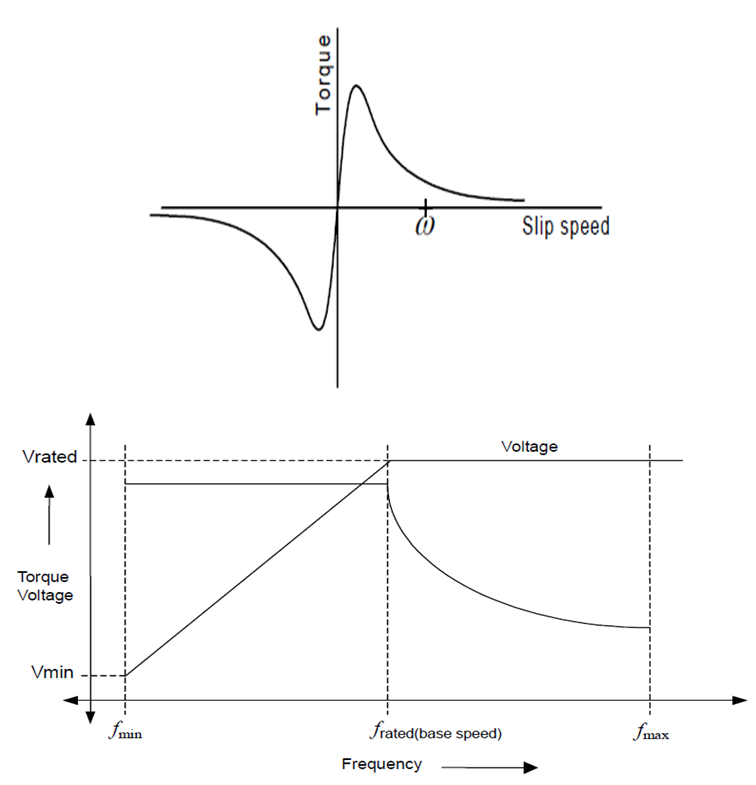 Torque
ω
Slip speed
Voltage
Vrated
Torque
Voltage
Vmin
fmin
frated(base speed)
fmax
Frequency